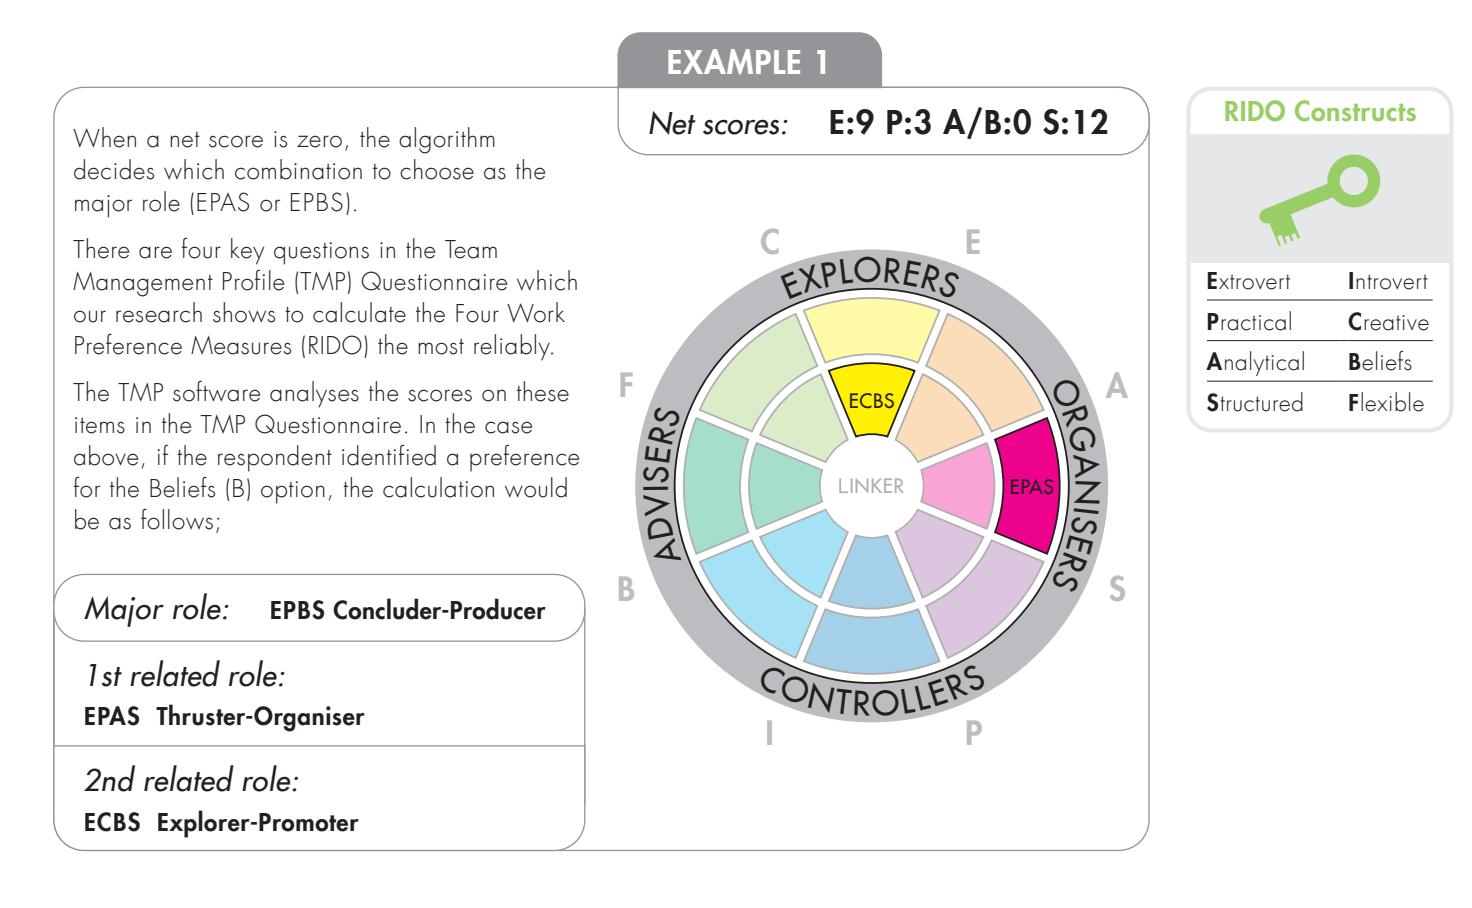 EXAMPLE 1
Net scores: E:9 P:3 A/B:0 S:12
When a net score is zero, the algorithm
decides which combination to choose as the
major role (EPAS or EPBS).
There are four key questions in the Team
Management Profile (TMP) Questionnaire which
our research shows to calculate the Four Work
Preference Measures (RIDO) the most reliably.
The TMP software analyses the scores on these
items in the TMP Questionnaire. In the case
above, if the respondent identified a preference
for the Beliefs (B) option, the calculation would
be as follows;
Major role: EPBS Concluder-Producer
1st related role:
EPAS Thruster-Organiser
2nd related role:
ECBS Explorer-Promoter
C
E
EXPLORERS
F
A
ECBS
ADVISERS
ORGANISERS
LINKER
EPAS
B
S
CONTROLLERS
I
P
RIDO Constructs
Extrovert Introvert
Practical Creative
Analytical Beliefs
Structured Flexible